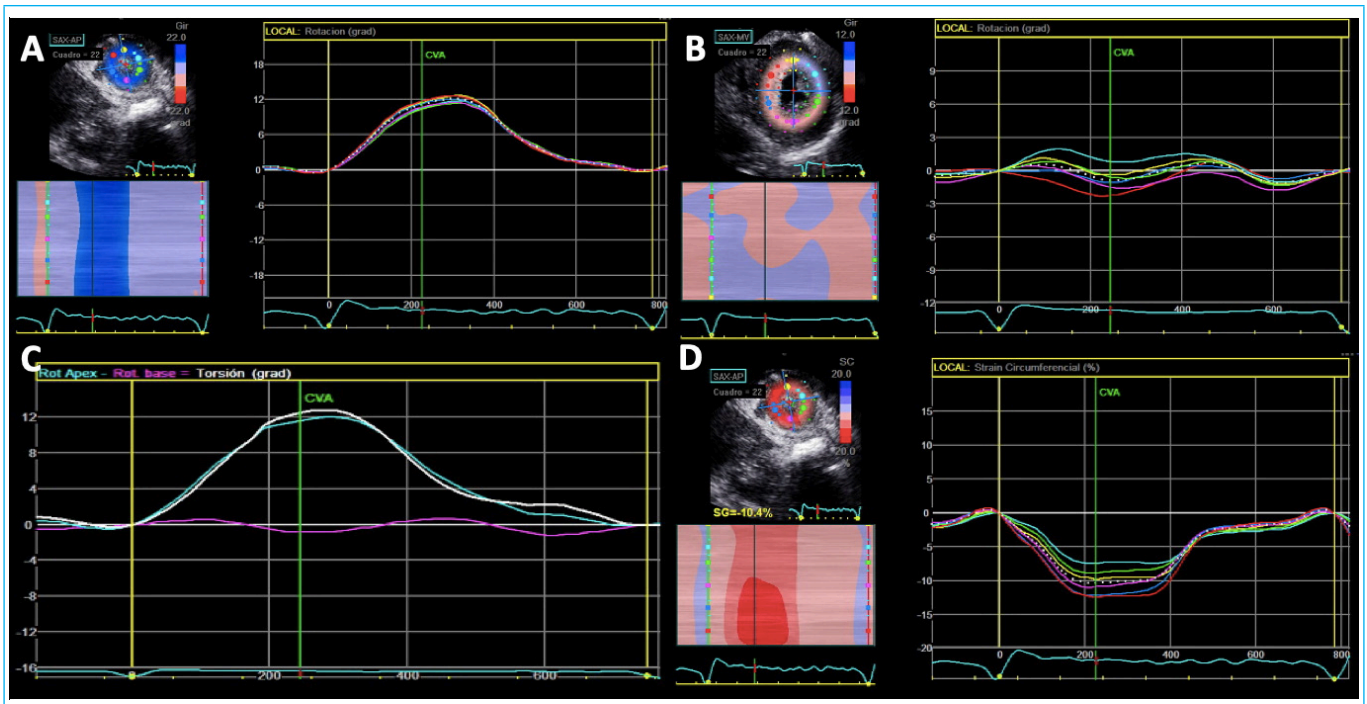 A
SAX-AP
Cuadro = 22
Gir
22.0
22.0
grad
LOCAL: Rotacion (grad)
CVA
18
12
6
0
-6
-12
-18
0
200
400
600
800
B
SAX-MY
Cuadro = 22
Gir
12.0
12.0
grad
LOCAL: Rotacion (grad)
CVA
9
6
3
0
-3
-6
-9
-12
0
200
400
600
C
Rot Apex - Rot. base = Torsión (grad)
CVA
12
8
4
0
-4
-8
-12
-16
0
200
400
600
D
SAX-AP
Cuadro = 22
SC
20.0
20.0
%
SG=-10.4%
LOCAL: Strain Circumferencial (%)
CVA
15
10
5
0
-5
-10
-15
-20
0
200
400
600
800